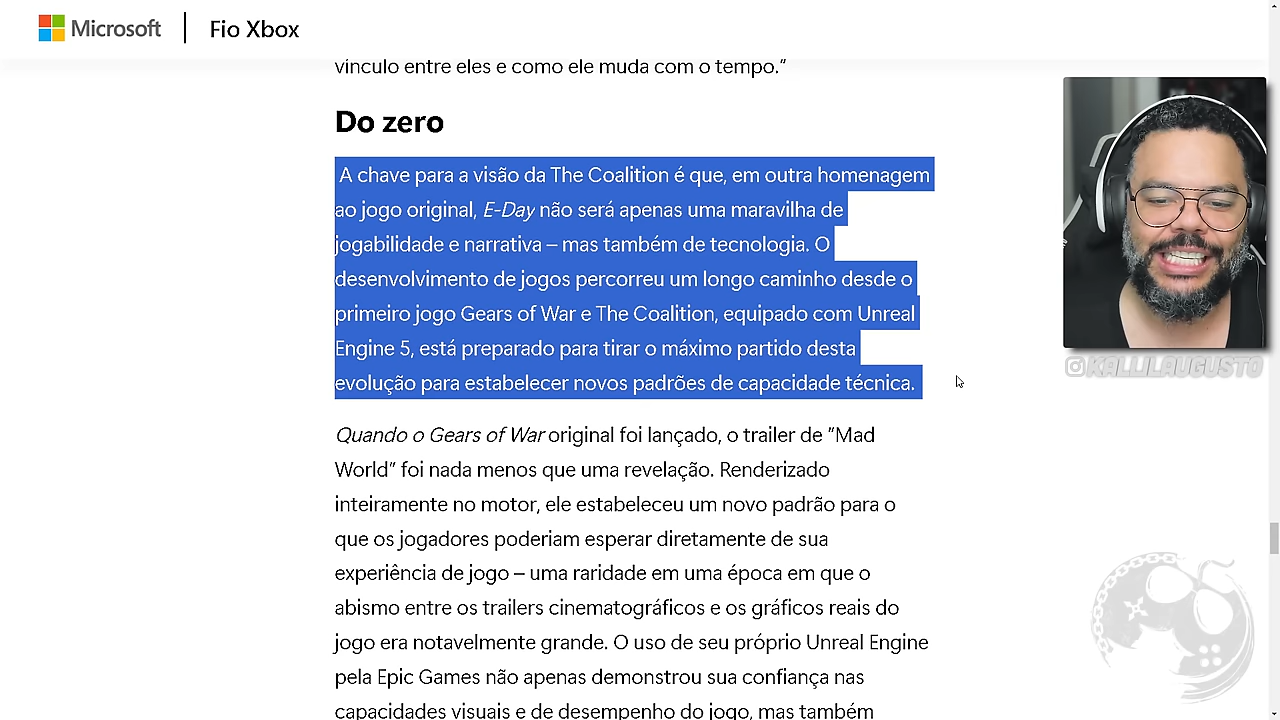 Microsoft | Fio Xbox
vínculo entre eles e como ele muda com o tempo.”
Do zero
A chave para a visão da The Coalition é que, em outra homenagem
ao jogo original, E-Day não será apenas uma maravilha de
jogabilidade e narrativa – mas também de tecnologia. O
desenvolvimento de jogos percorreu um longo caminho desde o
primeiro jogo Gears of War e The Coalition, equipado com Unreal
Engine 5, está preparado para tirar o máximo partido desta
evolução para estabelecer novos padrões de capacidade técnica.
@KALLILAUGUSTO
Quando o Gears of War original foi lançado, o trailer de "Mad
World” foi nada menos que uma revelação. Renderizado
inteiramente no motor, ele estabeleceu um novo padrão para o
que os jogadores poderiam esperar diretamente de sua
experiência de jogo – uma raridade em uma época em que o
abismo entre os trailers cinematográficos e os gráficos reais do
jogo era notavelmente grande. O uso de seu próprio Unreal Engine
pela Epic Games não apenas demonstrou sua confiança nas
capacidades visuais e de desempenho do jogo, mas também